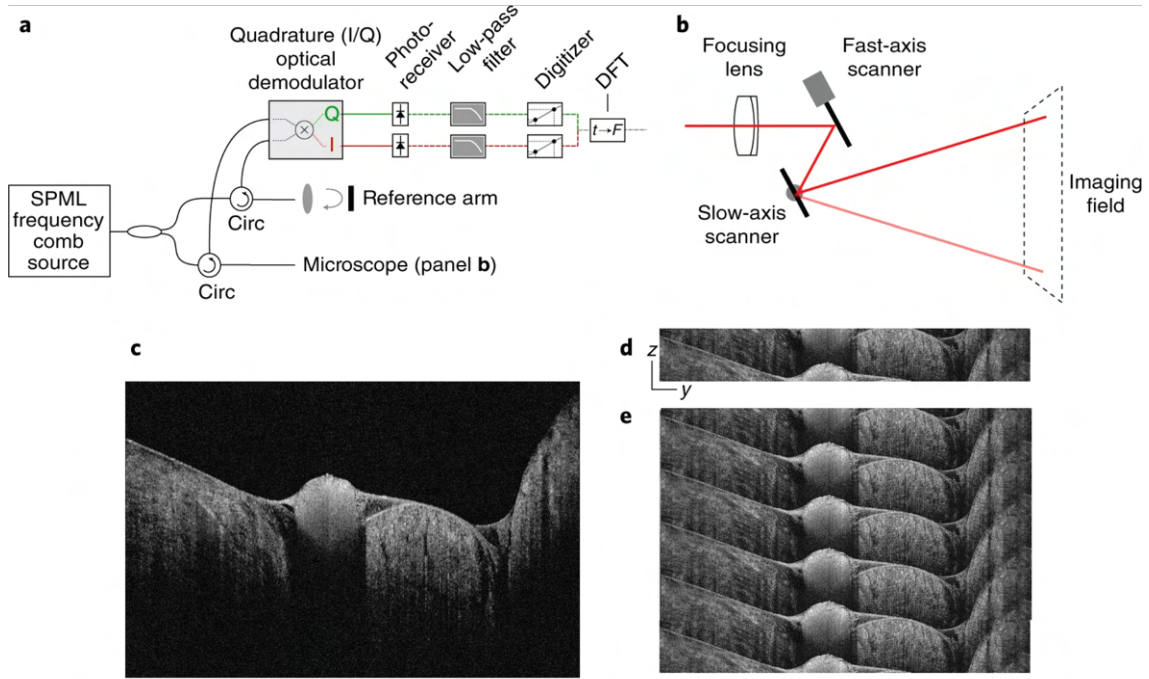 a
Quadrature (I/Q)
optical
demodulator
Photo-
receiver
Low-pass
filter
Digitizer
DFT
Q
I
t→F
SPML
frequency
comb
source
Circ
Reference arm
Circ
Microscope (panel b)
b
Focusing
lens
Fast-axis
scanner
Slow-axis
scanner
Imaging
field
c
d
z
y
e